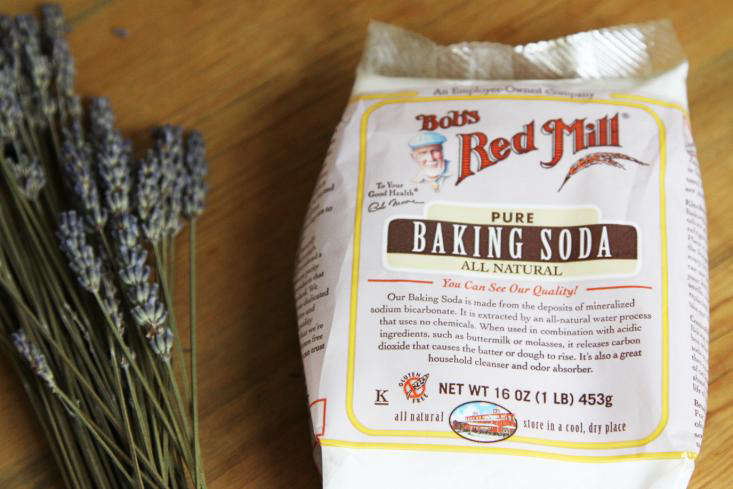 An Employee-Owned Company
Bob's
Red Mill®
To Your
Good Health®
Bob Moore
PURE
BAKING SODA
ALL NATURAL
You Can See Our Quality!
Our Baking Soda is made from the deposits of mineralized
sodium bicarbonate. It is extracted by an all-natural water process
that uses no chemicals. When used in combination with acidic
ingredients, such as buttermilk or molasses, it releases carbon
dioxide that causes the batter or dough to rise. It's also a great
household cleanser and odor absorber.
K
GLUTEN FREE
NET WT 16 OZ (1 LB) 453g
all natural
store in a cool, dry place